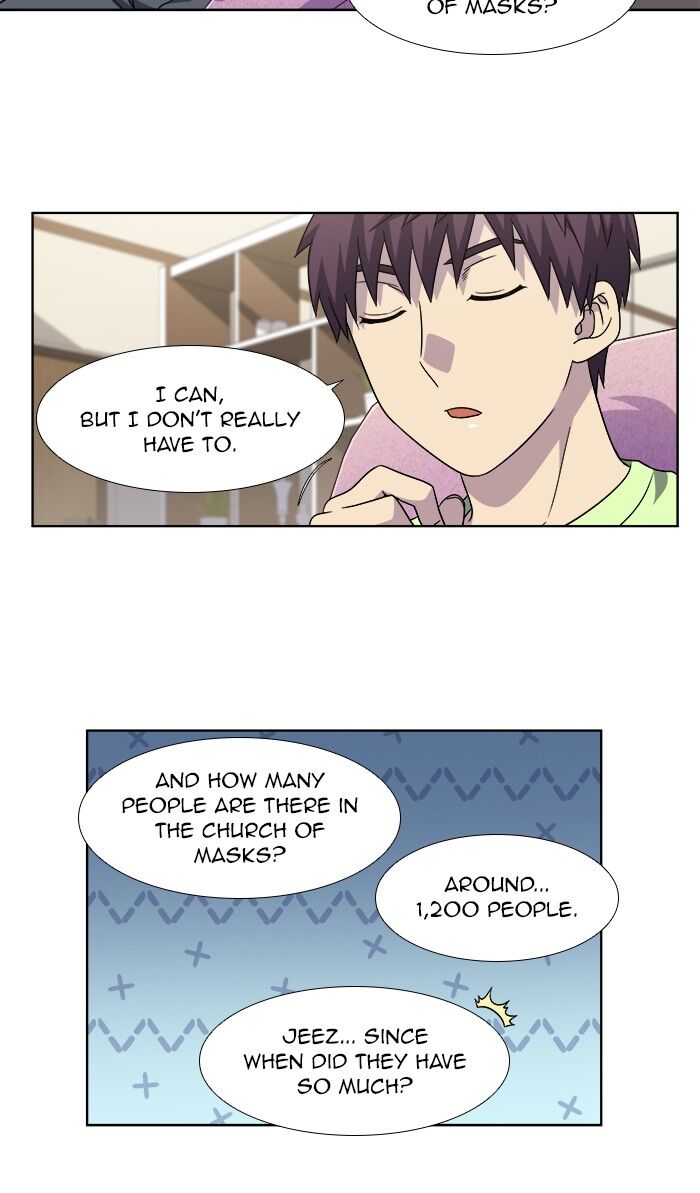 OF MASKS?
I CAN,
BUT I DON'T REALLY
HAVE TO.
AND HOW MANY
PEOPLE ARE THERE IN
THE CHURCH OF
MASKS?
AROUND...
1,200 PEOPLE.
JEEZ... SINCE
WHEN DID THEY HAVE
SO MUCH?